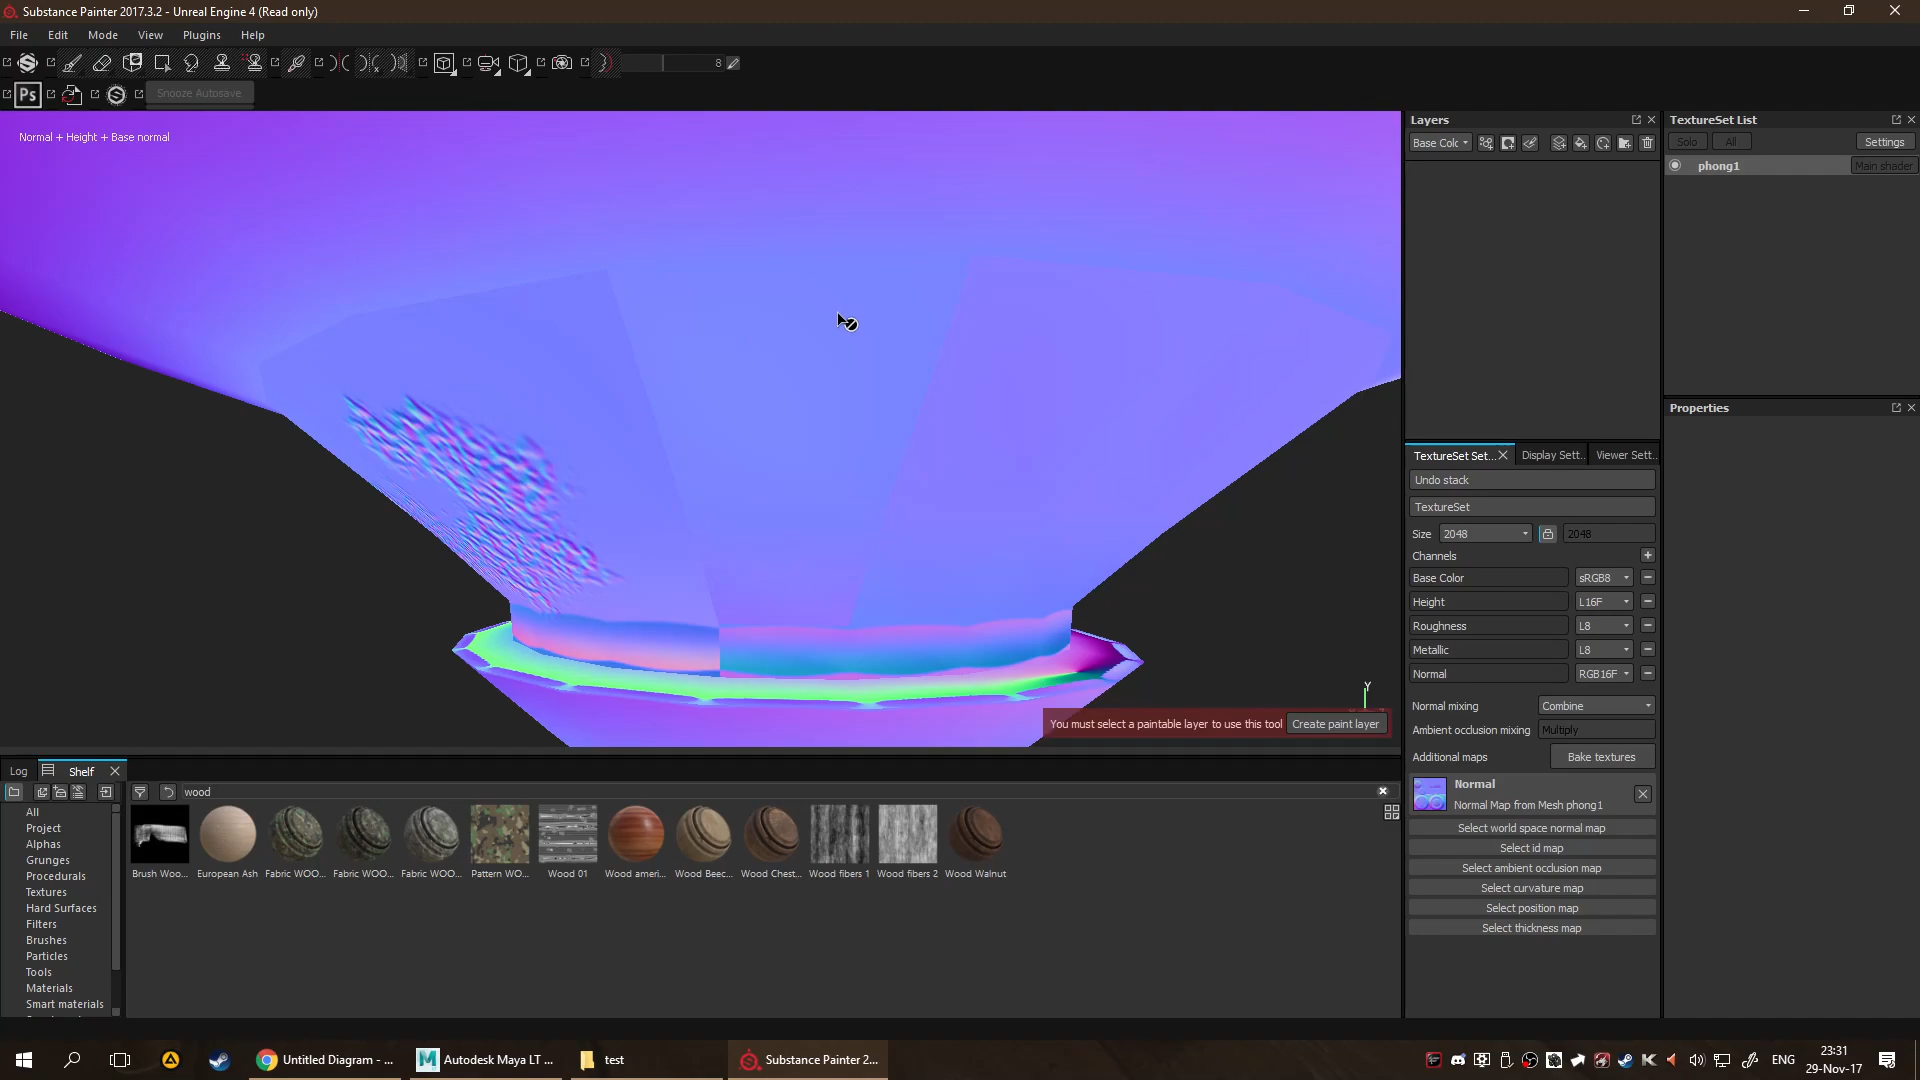 Substance Painter 2017.3.2 - Unreal Engine 4 (Read only)
File Edit Mode View Plugins Help
8
Ps
Snooze Autosave
Normal + Height + Base normal
Y
You must select a paintable layer to use this tool Create paint layer
Layers
Base Colc
TextureSet List
Solo All Settings
phong1 Main shader
Properties
TextureSet Set... Display Sett.. Viewer Sett..
Undo stack
TextureSet
Size 2048 2048
Channels
Base Color sRGB8
Height L16F
Roughness L8
Metallic L8
Normal RGB16F
Normal mixing Combine
Ambient occlusion mixing Multiply
Additional maps Bake textures
Normal
Normal Map from Mesh phong1
Select world space normal map
Select id map
Select ambient occlusion map
Select curvature map
Select position map
Select thickness map
Log Shelf
wood
All
Project
Alphas
Grunges
Procedurals
Textures
Hard Surfaces
Filters
Brushes
Particles
Tools
Materials
Smart materials
Brush Woo... European Ash Fabric WOO... Fabric WOO... Fabric WOO... Pattern WO... Wood 01 Wood ameri... Wood Beec... Wood Chest... Wood fibers 1 Wood fibers 2 Wood Walnut
Untitled Diagram - ... Autodesk Maya LT ... test Substance Painter 2...
ENG
23:31
29-Nov-17